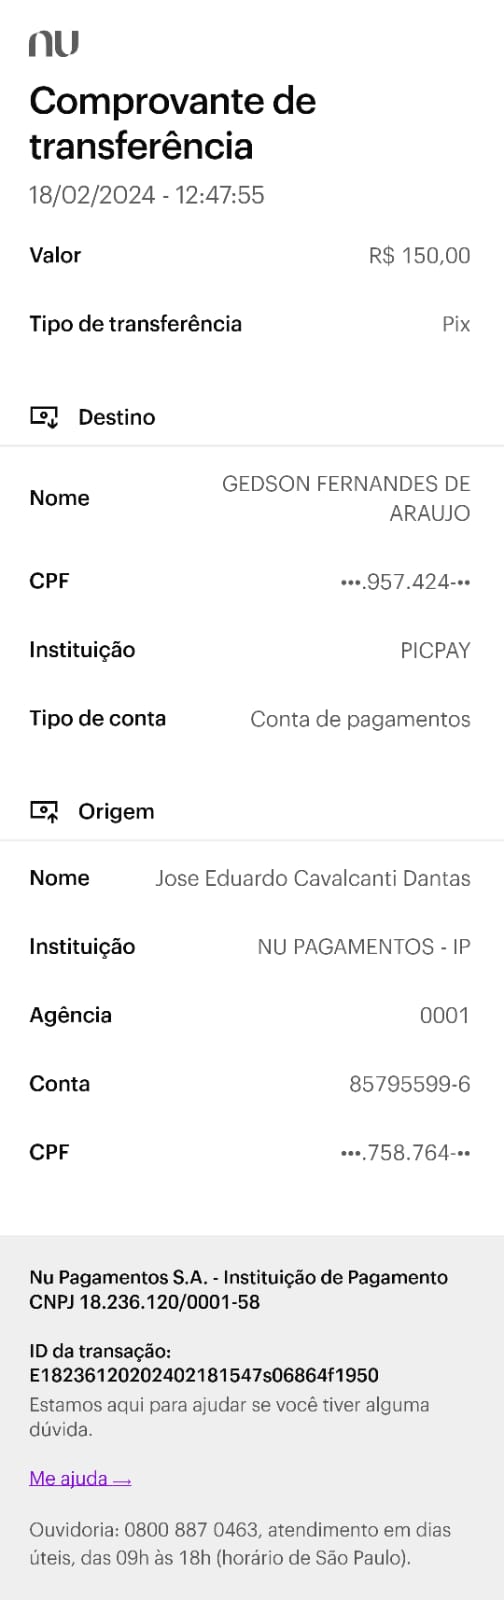 nu
Comprovante de
transferência
18/02/2024 - 12:47:55
Valor R$ 150,00
Tipo de transferência Pix
Destino
Nome GEDSON FERNANDES DE
ARAUJO
CPF •••.957.424-••
Instituição PICPAY
Tipo de conta Conta de pagamentos
Origem
Nome Jose Eduardo Cavalcanti Dantas
Instituição NU PAGAMENTOS - IP
Agência 0001
Conta 85795599-6
CPF •••.758.764-••
Nu Pagamentos S.A. - Instituição de Pagamento
CNPJ 18.236.120/0001-58
ID da transação:
E18236120202402181547s06864f1950
Estamos aqui para ajudar se você tiver alguma
dúvida.
Me ajuda →
Ouvidoria: 0800 887 0463, atendimento em dias
úteis, das 09h às 18h (horário de São Paulo).